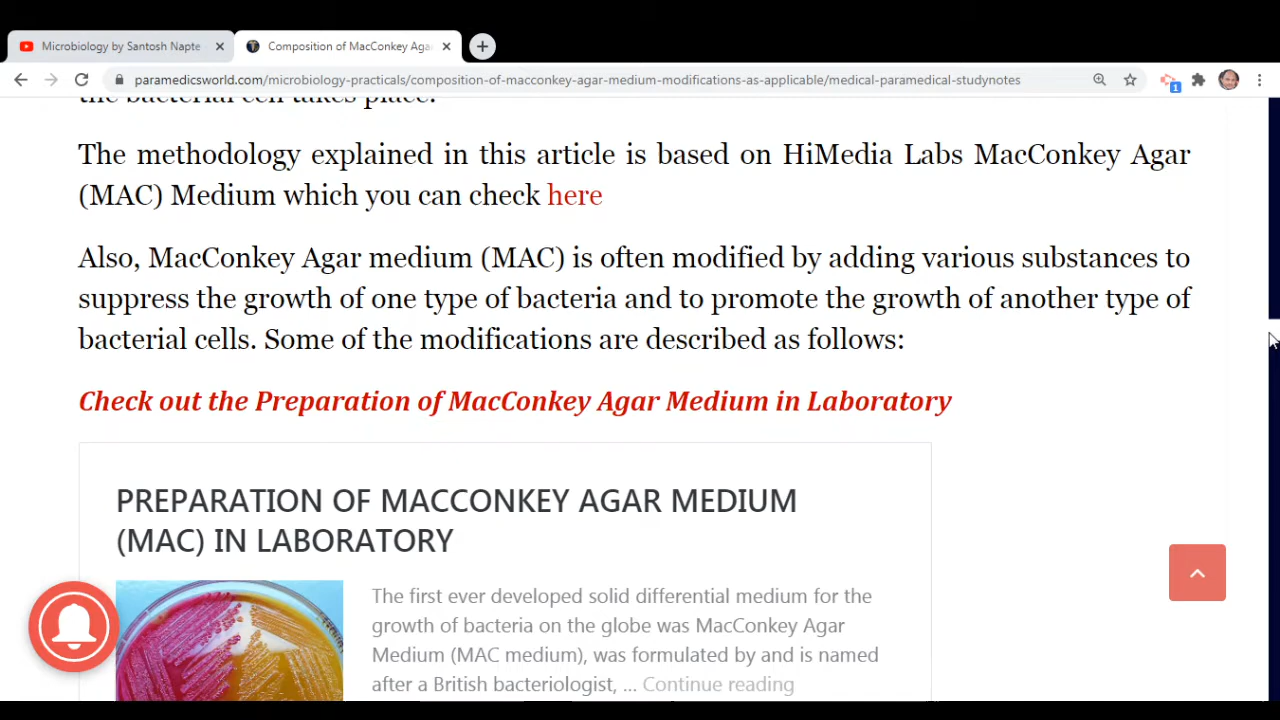 Microbiology by Santosh Napte
Composition of MacConkey Aga
paramedicsworld.com/microbiology-practicals/composition-of-macconkey-agar-medium-modifications-as-applicable/medical-paramedical-studynotes
1
the bacterial cell takes place.
The methodology explained in this article is based on HiMedia Labs MacConkey Agar
(MAC) Medium which you can check here
Also, MacConkey Agar medium (MAC) is often modified by adding various substances to
suppress the growth of one type of bacteria and to promote the growth of another type of
bacterial cells. Some of the modifications are described as follows:
Check out the Preparation of MacConkey Agar Medium in Laboratory
PREPARATION OF MACCONKEY AGAR MEDIUM
(MAC) IN LABORATORY
The first ever developed solid differential medium for the
growth of bacteria on the globe was MacConkey Agar
Medium (MAC medium), was formulated by and is named
after a British bacteriologist, ... Continue reading